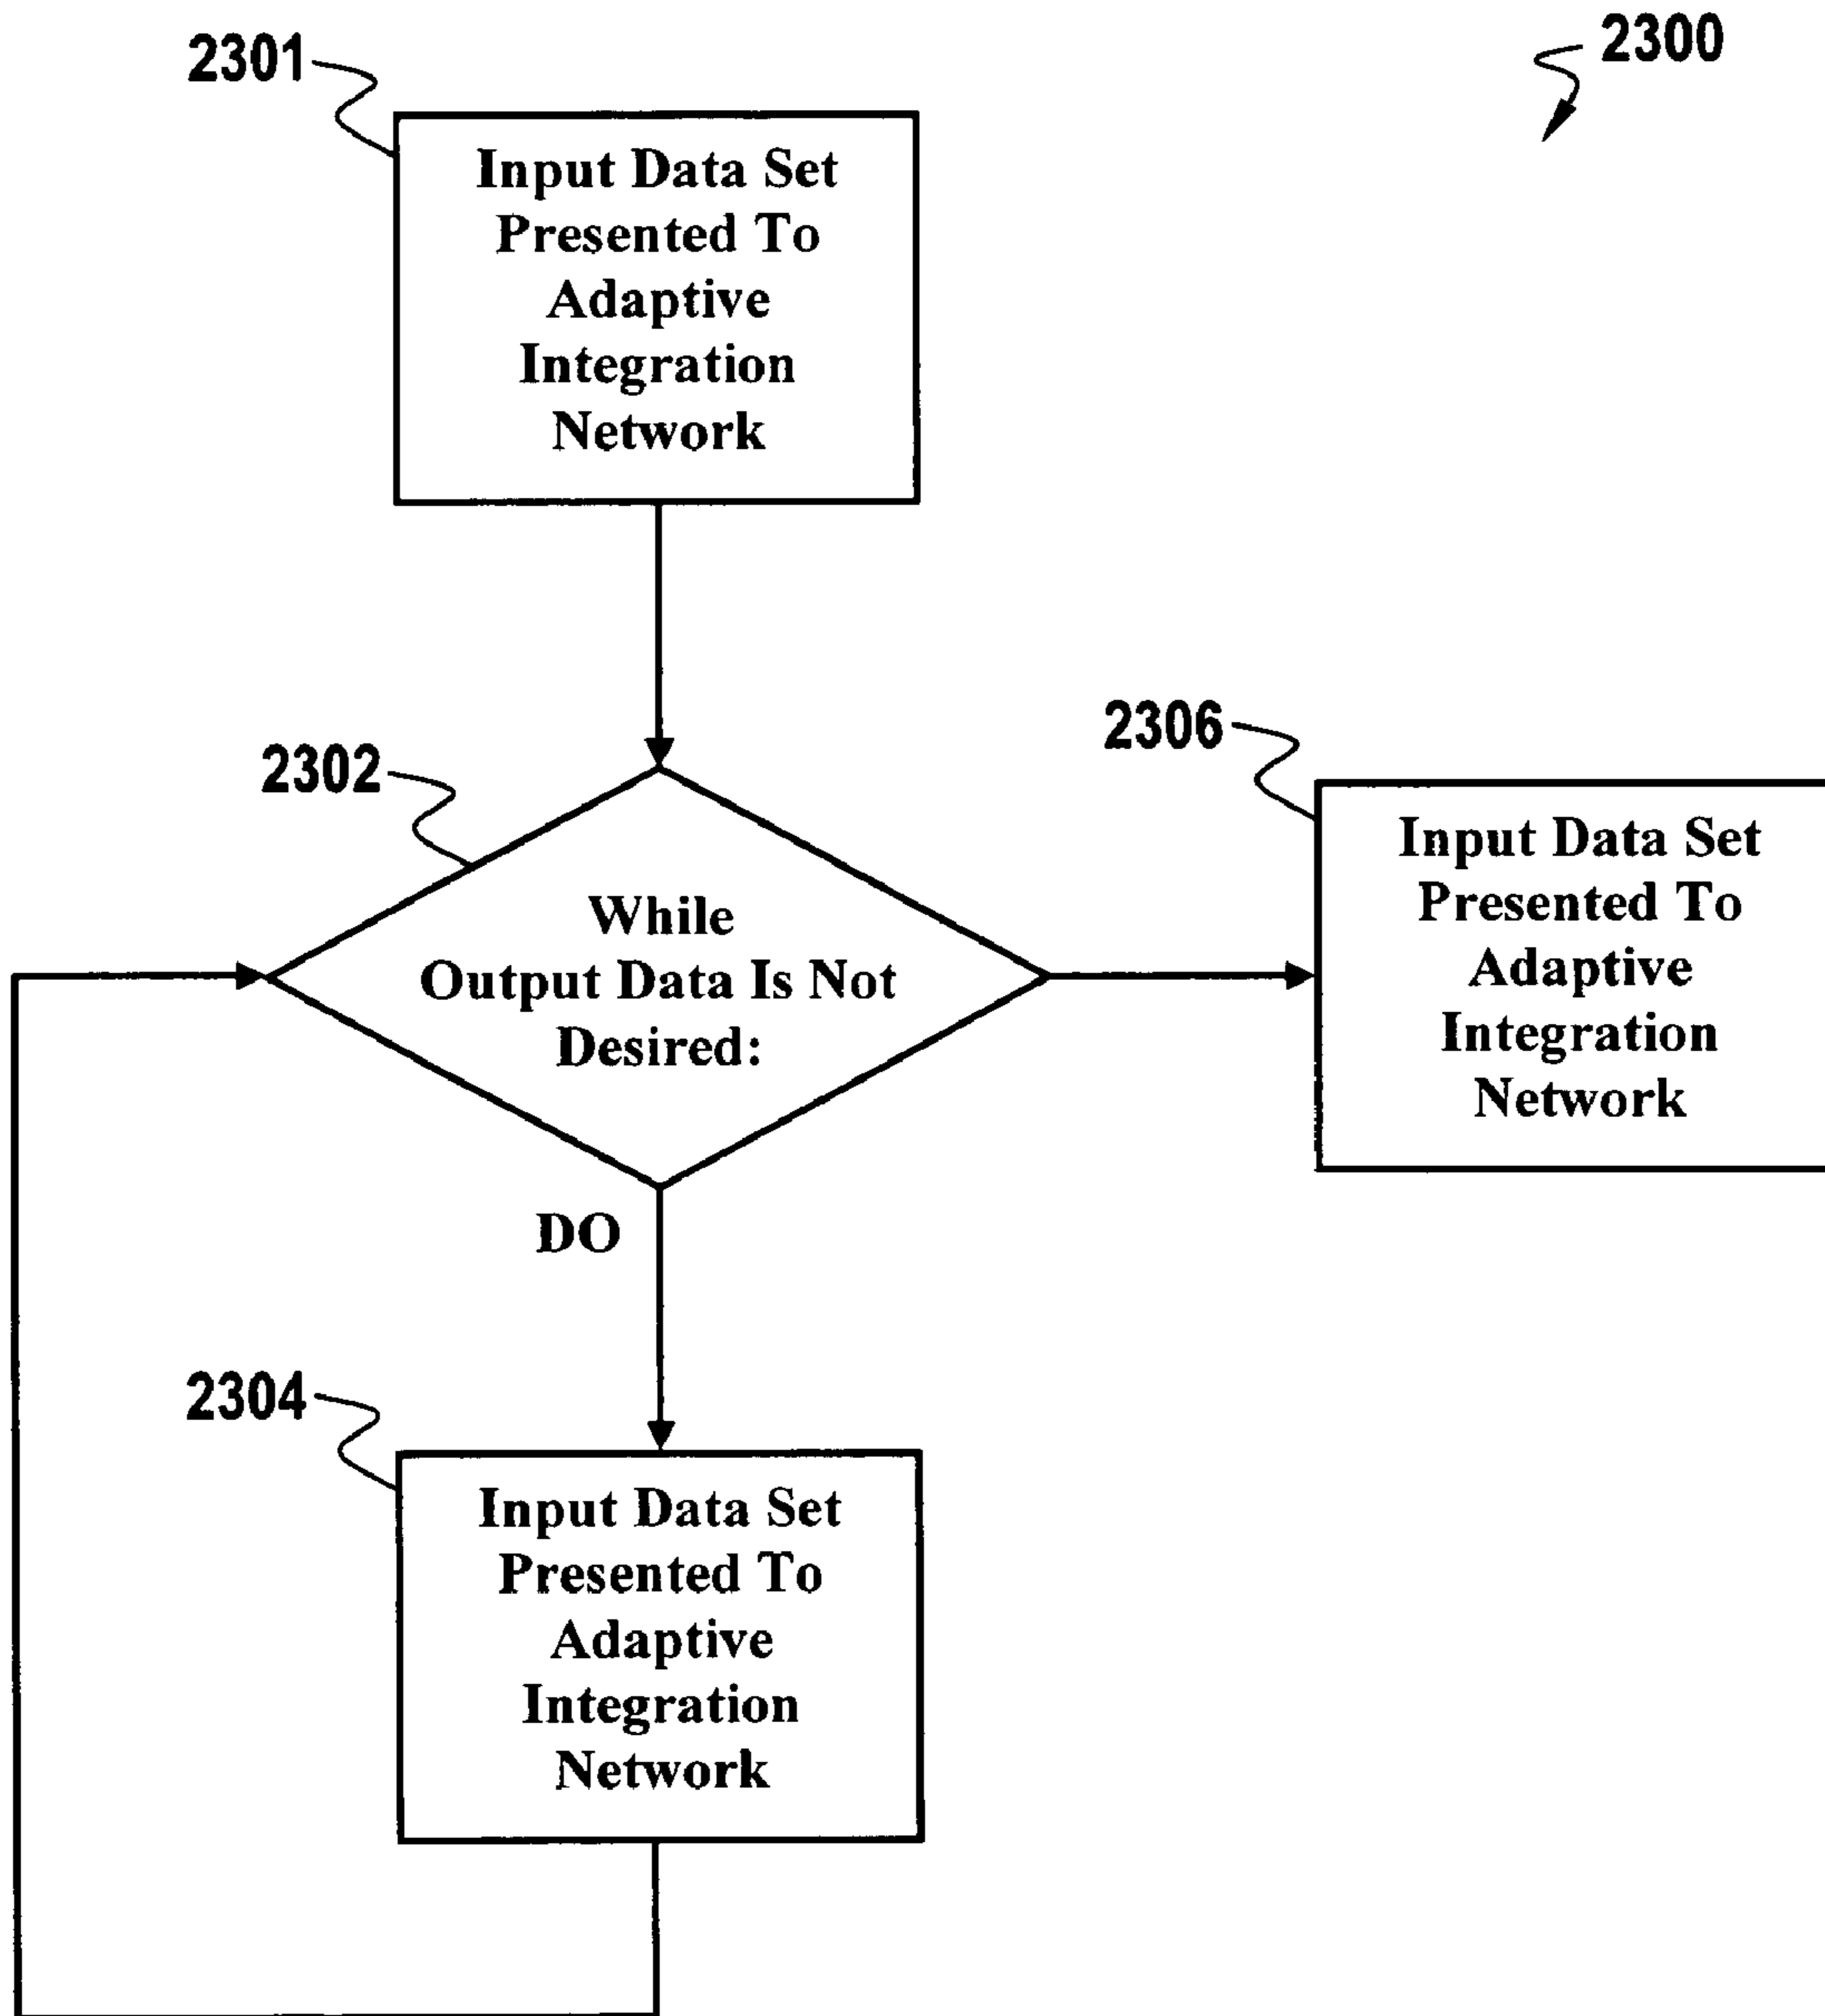 2301
2300
Input Data Set
Presented To
Adaptive
Integration
Network
2302
2306
While
Output Data Is Not
Desired:
Input Data Set
Presented To
Adaptive
Integration
Network
DO
2304
Input Data Set
Presented To
Adaptive
Integration
Network